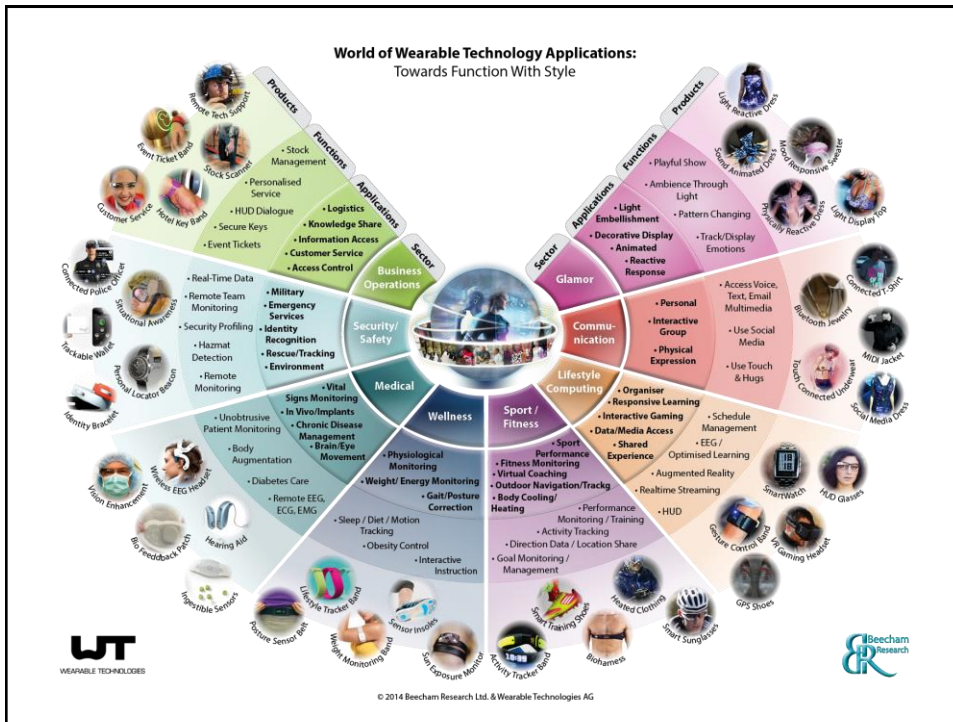 World of Wearable Technology Applications:
Towards Function With Style
Products
Functions
Applications
Sector
Remote Tech Support
Event Ticket Band
Stock Scanner
Customer Service
Hotel Key Band
• Stock
Management
• Personalised
Service
• HUD Dialogue
• Secure Keys
• Event Tickets
• Logistics
• Knowledge Share
• Information Access
• Customer Service
• Access Control
Business
Operations
Connected Police Officer
Situational Awareness
Trackable Wallet
Personal Locator Beacon
Identity Bracelet
• Real-Time Data
• Remote Team
Monitoring
• Security Profiling
• Hazmat
Detection
• Remote
Monitoring
• Military
• Emergency
Services
• Identity
Recognition
• Rescue/Tracking
• Environment
Security/
Safety
Vision Enhancement
Wireless EEG Headset
Bio Feeddback Patch
Hearing Aid
Ingestible Sensors
• Unobtrusive
Patient Monitoring
• Body
Augmentation
• Diabetes Care
• Remote EEG,
ECG, EMG
• Vital
Signs Monitoring
• In Vivo/Implants
• Chronic Disease
Management
• Brain/Eye
Movement
Medical
Posture Sensor Belt
Lifestyle Tracker Band
Weight Monitoring Band
Sensor Insoles
Sun Exposure Monitor
• Sleep / Diet / Motion
Tracking
• Obesity Control
• Interactive
Instruction
• Physiological
Monitoring
• Weight/ Energy Monitoring
• Gait/Posture
Correction
Wellness
Sport /
Fitness
• Sport
Performance
• Fitness Monitoring
• Virtual Coaching
• Outdoor Navigation/Trackg
• Body Cooling/
Heating
• Performance
Monitoring / Training
• Activity Tracking
• Direction Data / Location Share
• Goal Monitoring /
Management
Activity Tracker Band
Smart Training Shoes
Bioharness
Heated Clothing
Smart Sunglasses
Lifestyle
Computing
• Organiser
• Responsive Learning
• Interactive Gaming
• Data/Media Access
• Shared
Experience
• Schedule
Management
• EEG /
Optimised Learning
• Augmented Reality
• Realtime Streaming
• HUD
SmartWatch
HUD Glasses
Gesture Control Band
VR Gaming Headset
GPS Shoes
Commu-
nication
• Personal
• Interactive
Group
• Physical
Expression
• Access Voice,
Text, Email
Multimedia
• Use Social
Media
• Use Touch
& Hugs
Connected T-Shirt
Bluetooth Jewelry
MIDI Jacket
Touch Connected Underwear
Social Media Dress
Glamor
• Light
Embellishment
• Decorative Display
• Animated
• Reactive
Response
• Playful Show
• Ambience Through
Light
• Pattern Changing
• Track/Display
Emotions
Light Reactive Dress
Sound Animated Dress
Mood Responsive Sweater
Physically Reactive Dress
Light Display Top
Products
Functions
Applications
Sector
WT
WEARABLE TECHNOLOGIES
Beecham
Research
© 2014 Beecham Research Ltd. & Wearable Technologies AG